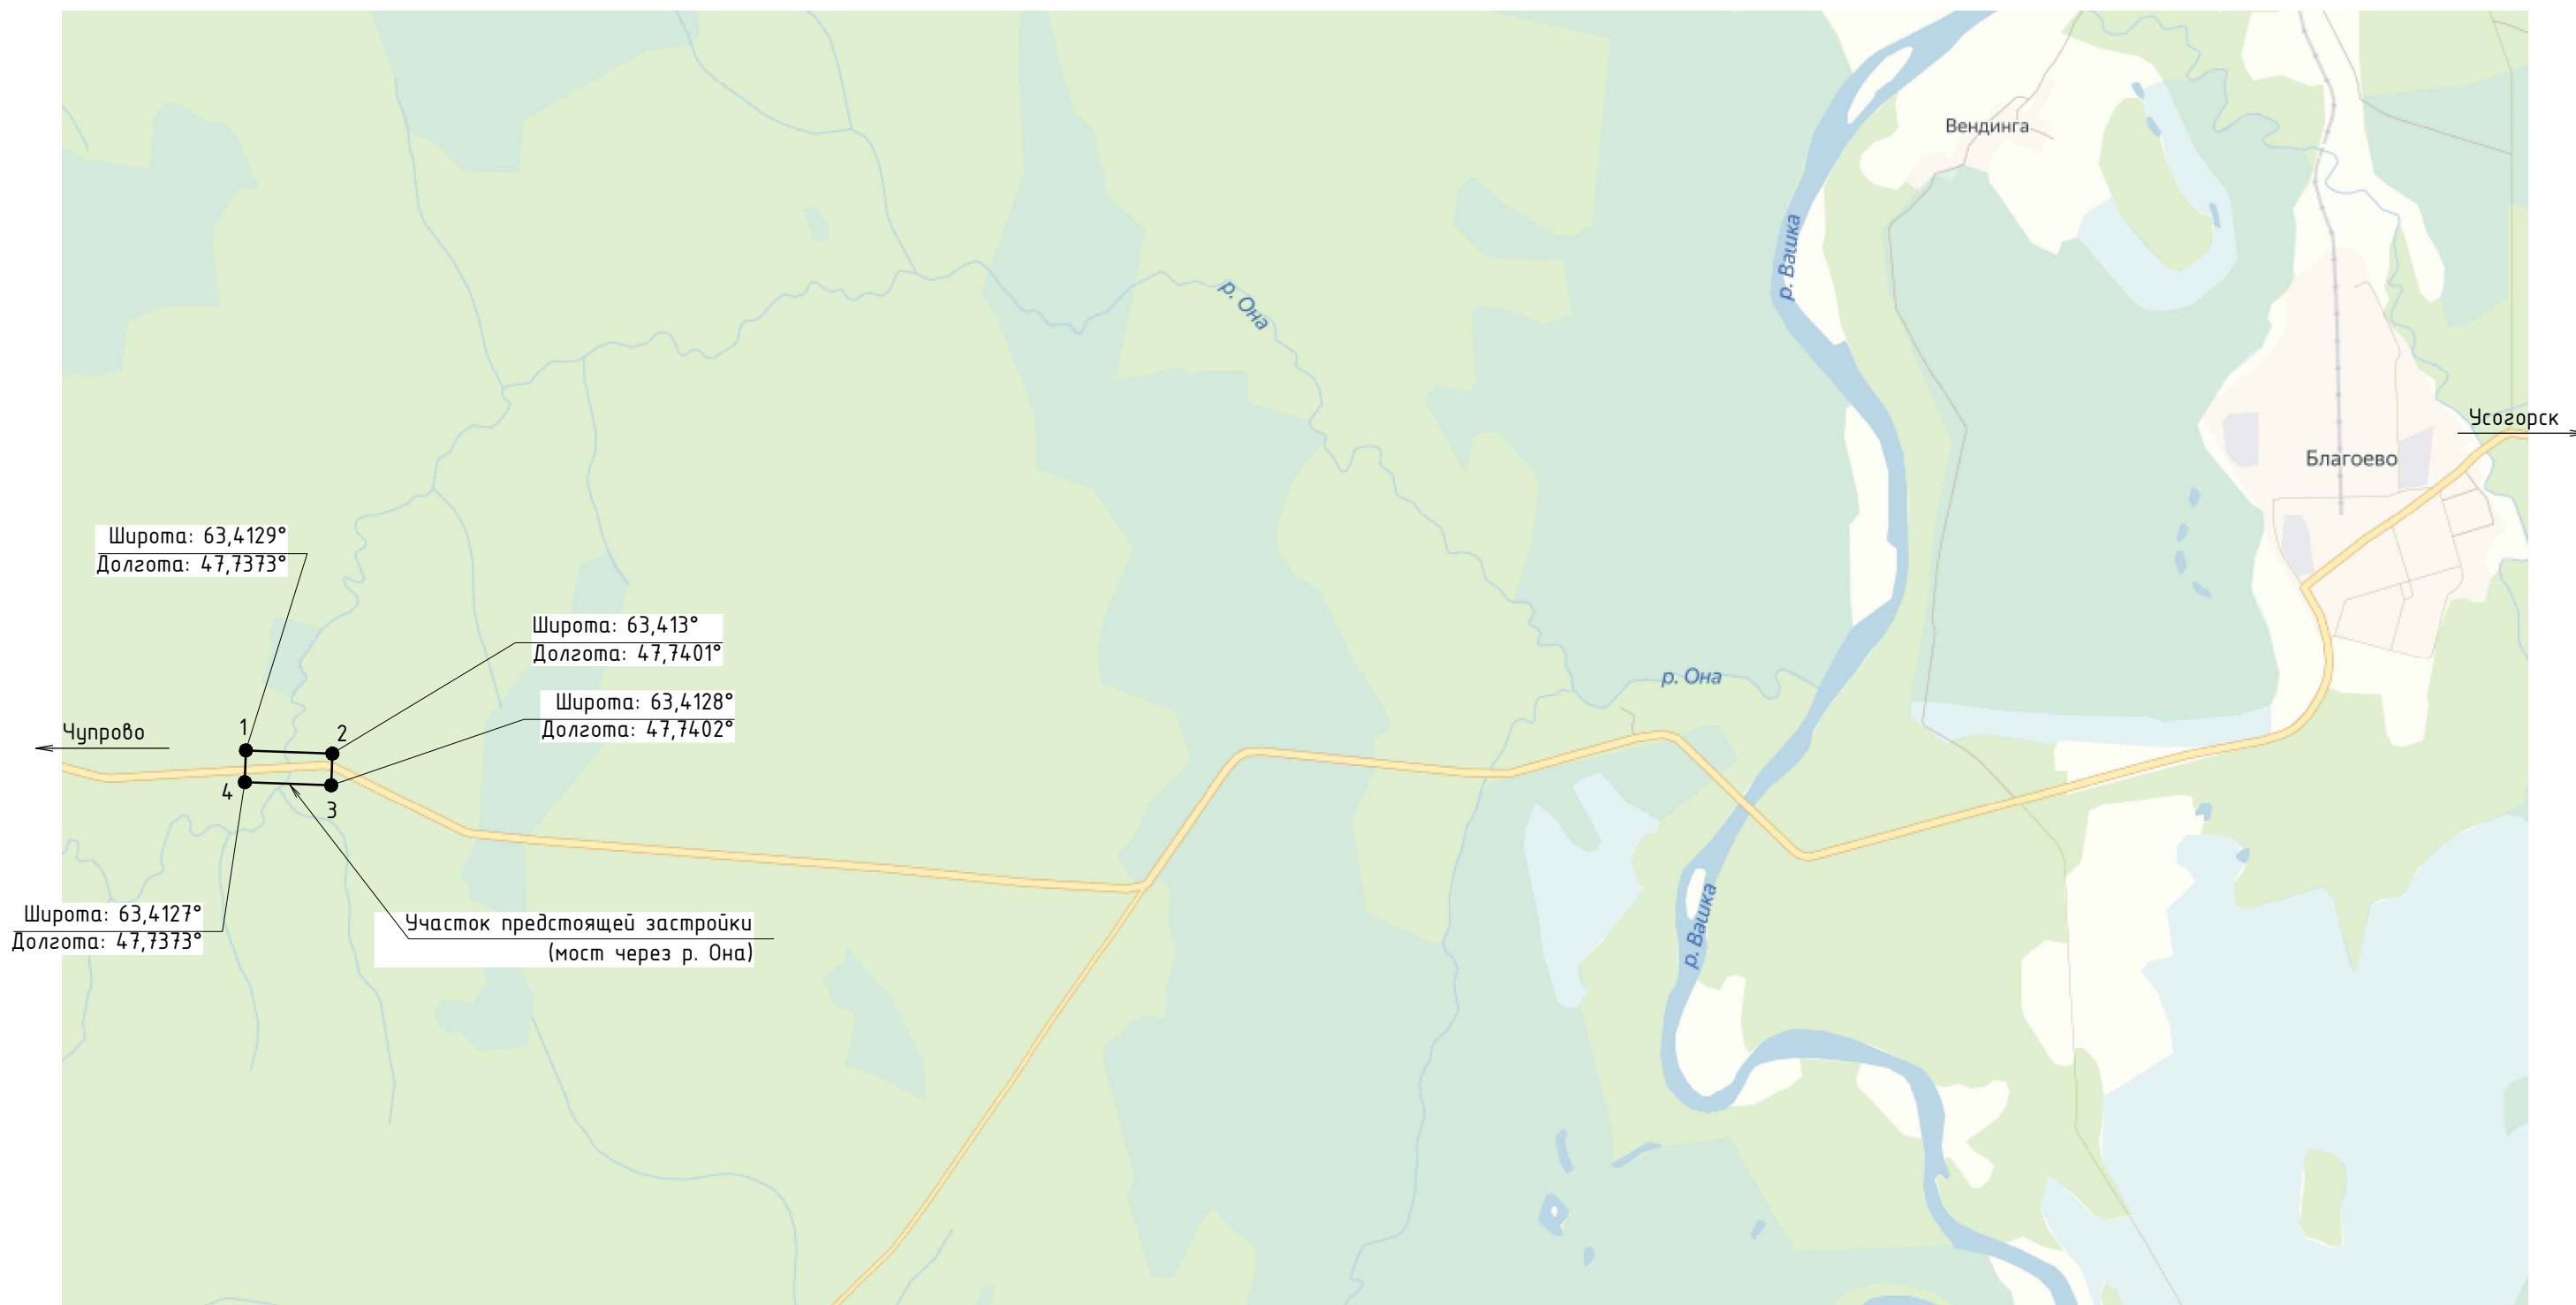 Вендинга
р. Вашка
р. Она
Усогорск
Благоево
Широта: 63,4129°
Долгота: 47,7373°
Широта: 63,413°
Долгота: 47,7401°
р. Она
Широта: 63,4128°
Долгота: 47,7402°
Чупрово
1
2
4
3
Широта: 63,4127°
Долгота: 47,7373°
Участок предстоящей застройки
(мост через р. Она)
р. Вашка